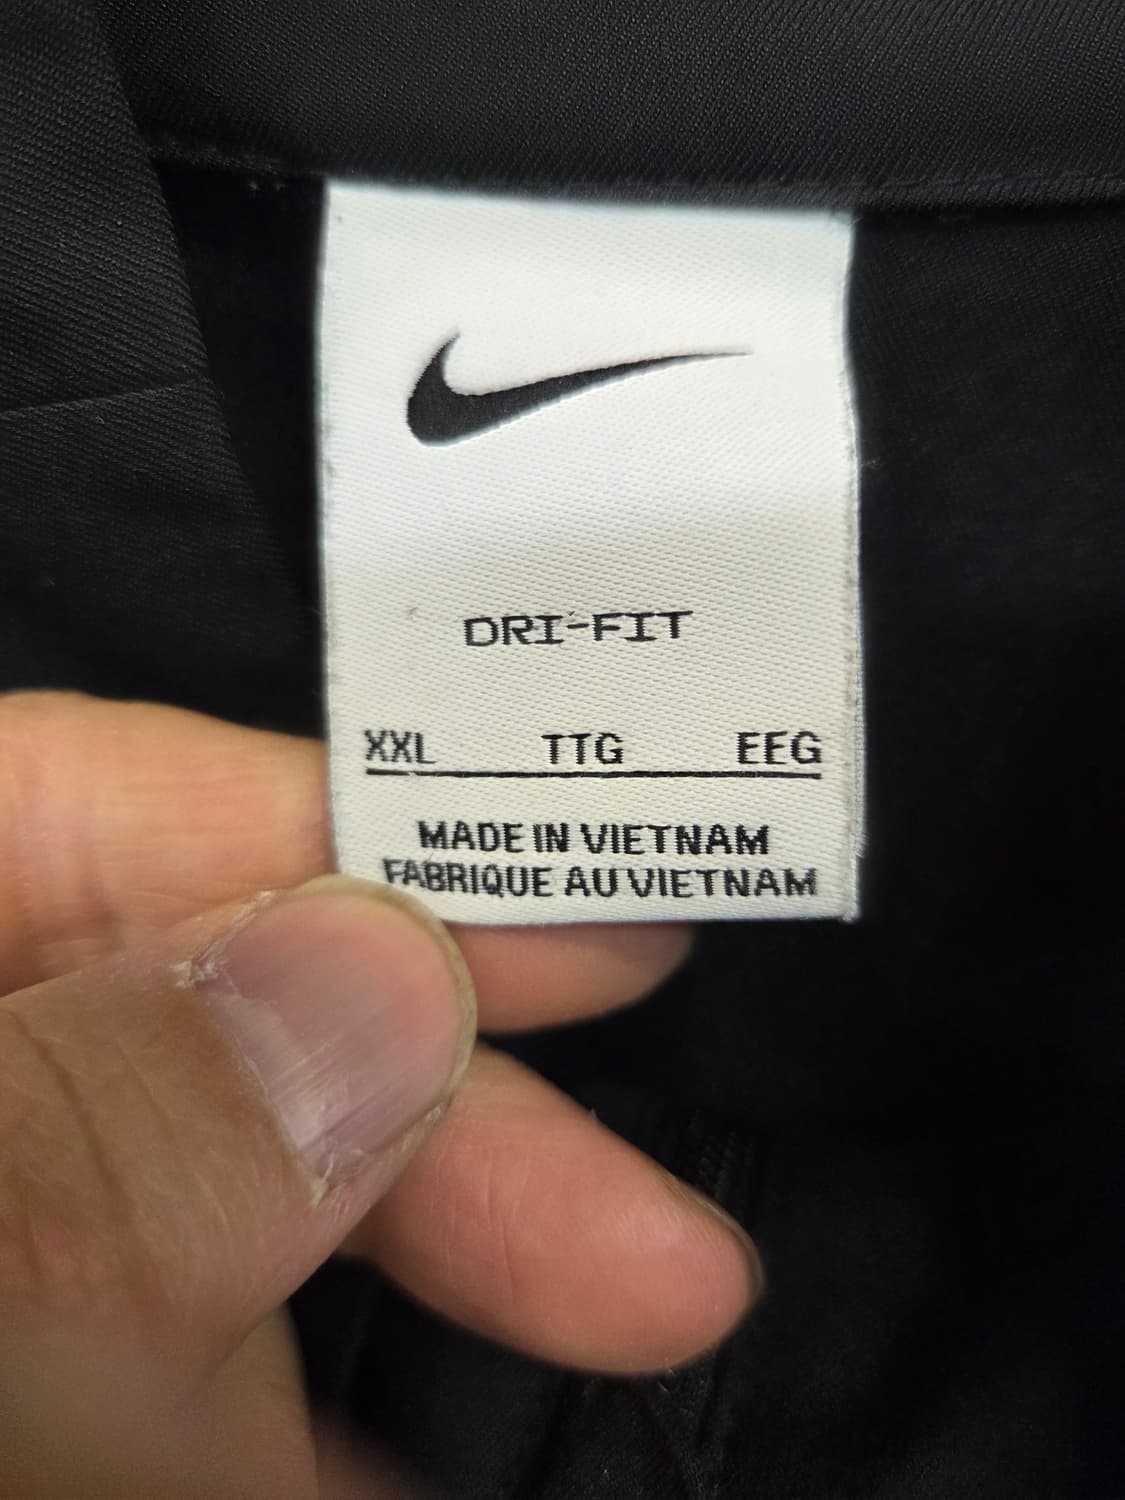 DRI-FIT
XXL TTG EEG
MADE IN VIETNAM
FABRIQUE AU VIETNAM